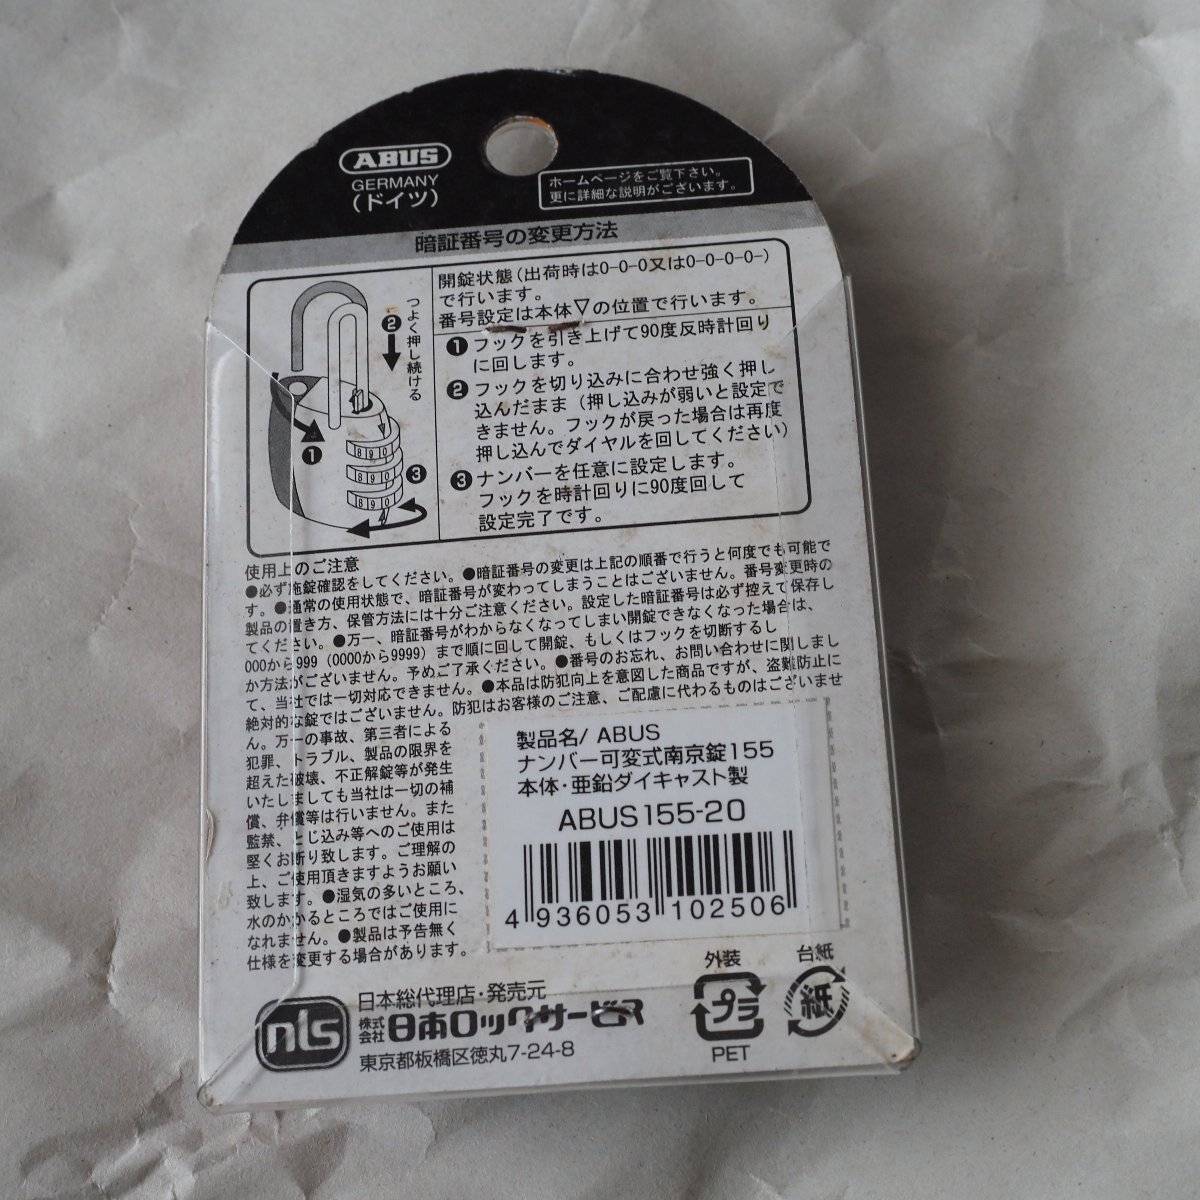 ABUS
GERMANY
(ドイツ)
ホームページをご覧下さい。
更に詳細な説明がございます。
暗証番号の変更方法
❷
つよく押し続ける
❶
❸
890
890
890
開錠状態(出荷時は0-0-0又は0-0-0-0-)
で行います。
番号設定は本体▽の位置で行います。
❶フックを引き上げて90度反時計回り
に回します。
❷フックを切り込みに合わせ強く押し
込んだまま(押し込みが弱いと設定で
きません。フックが戻った場合は再度
押し込んでダイヤルを回してください)
❸ナンバーを任意に設定します。
フックを時計回りに90度回して
設定完了です。
使用上のご注意
●必ず施錠確認をしてください。●暗証番号の変更は上記の順番で行うと何度でも可能で
す。●通常の使用状態で、暗証番号が変わってしまうことはございません。番号変更時の
製品の置き方、保管方法には十分ご注意ください。設定した暗証番号は必ず控えて保存し
てください。●万一、暗証番号がわからなくなってしまい開錠できなくなった場合は、
000から999(0000から9999)まで順に回して開錠、もしくはフックを切断するし
か方法がございません。予めご了承ください。●番号のお忘れ、お問い合わせに関しまし
て、当社では一切対応できません。●本品は防犯向上を意図した商品ですが、盗難防止に
絶対的な錠ではございません。防犯はお客様のご注意、ご配慮に代わるものはございませ
ん。万一の事故、第三者による
犯罪、トラブル、製品の限界を
超えた破壊、不正解錠等が発生
いたしましても当社は一切の補
償、弁償等は行いません。また
監禁、とじ込み等へのご使用は
堅くお断り致します。ご理解の
上、ご使用頂きますようお願い
致します。●湿気の多いところ、
水のかかるところではご使用に
なれません。●製品は予告無く
仕様を変更する場合があります。
製品名/ABUS
ナンバー可変式南京錠155
本体・亜鉛ダイキャスト製
ABUS155-20
4 936053 102506
外装
プラ
PET
台紙
紙
nls
日本総代理店・発売元
株式会社日本ロックサービス
東京都板橋区徳丸7-24-8